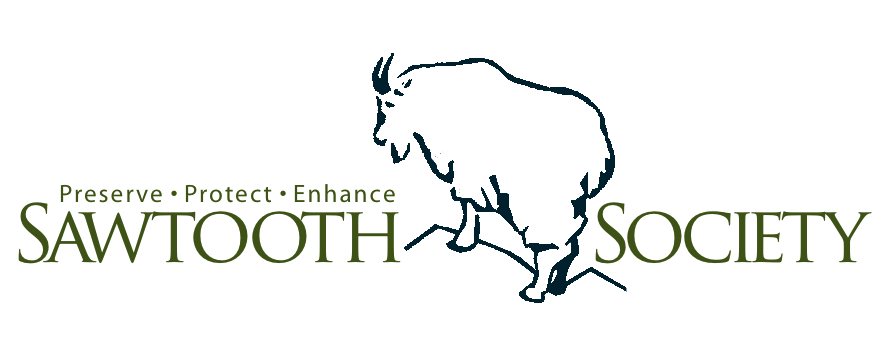 Preserve • Protect • Enhance
SAWTOOTH SOCIETY